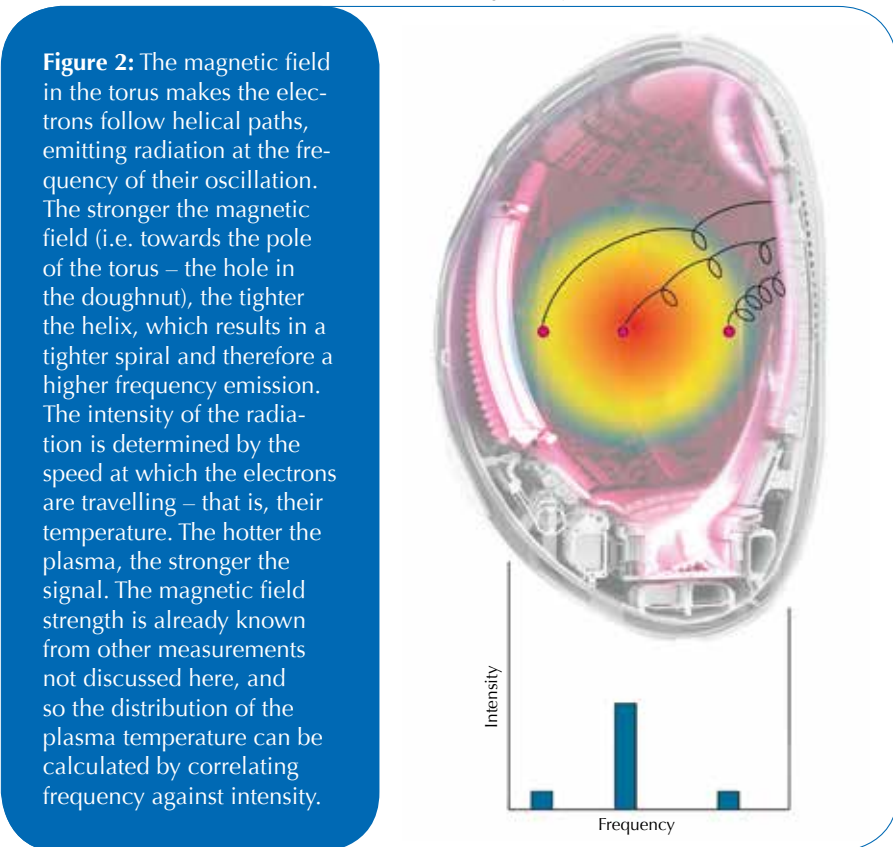 Figure 2: The magnetic field
in the torus makes the elec-
trons follow helical paths,
emitting radiation at the fre-
quency of their oscillation.
The stronger the magnetic
field (i.e. towards the pole
of the torus – the hole in
the doughnut), the tighter
the helix, which results in a
tighter spiral and therefore a
higher frequency emission.
The intensity of the radia-
tion is determined by the
speed at which the electrons
are travelling – that is, their
temperature. The hotter the
plasma, the stronger the
signal. The magnetic field
strength is already known
from other measurements
not discussed here, and
so the distribution of the
plasma temperature can be
calculated by correlating
frequency against intensity.
Intensity
Frequency